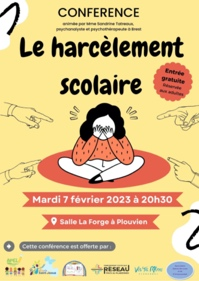 CONFERENCE
animée par Mme Sandrine
psychanalyste et psychothérapeute à Brest
Le harcèlement
scolaire
Entrée
gratuite
Réservée
aux adultes
Mardi 7 février 2023 à 20h30
Salle La Forge à Plouvien
Cette conférence est offerte par :
RESEAU